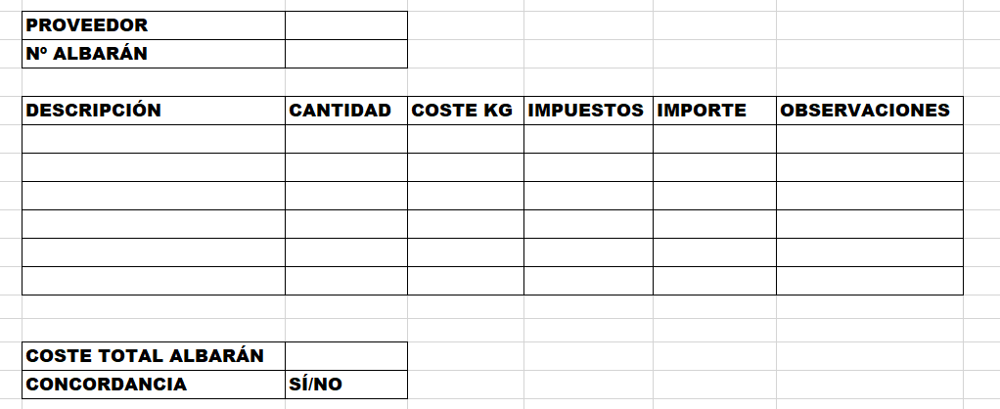 PROVEEDOR
Nº ALBARÁN
DESCRIPCIÓN CANTIDAD COSTE KG IMPUESTOS IMPORTE OBSERVACIONES
COSTE TOTAL ALBARÁN
CONCORDANCIA SÍ/NO